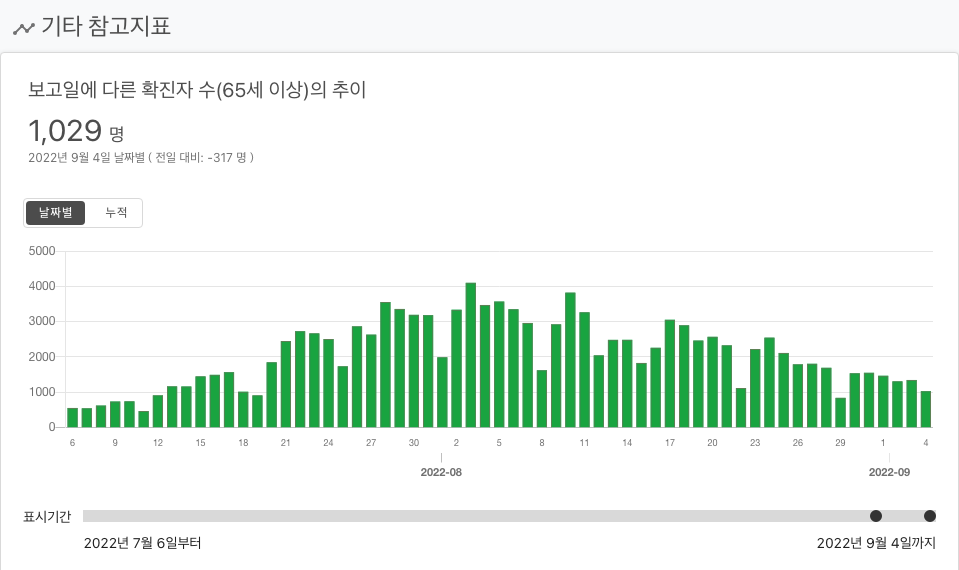 기타 참고지표
보고일에 다른 확진자 수(65세 이상)의 추이
1,029 명
2022년 9월 4일 날짜별 ( 전일 대비: -317 명 )
날짜별 누적
5000
4000
3000
2000
1000
0
6 9 12 15 18 21 24 27 30 2 5 8 11 14 17 20 23 26 29 1 4
2022-08 2022-09
표시기간
2022년 7월 6일부터 2022년 9월 4일까지